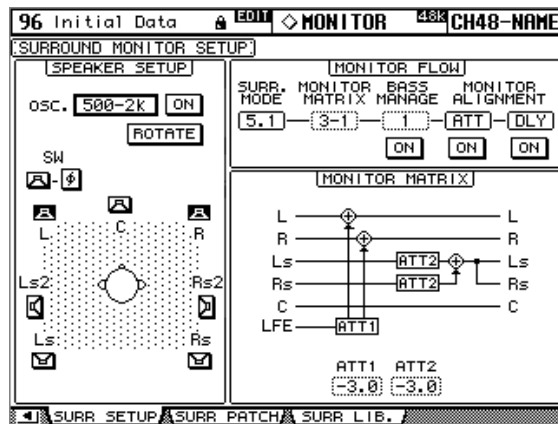 96 Initial Data EDIT ◇MONITOR 48K CH48-NAME
SURROUND MONITOR SETUP
SPEAKER SETUP
OSC. 500-2k ON
ROTATE
SW
-ϕ
L C R
Ls2 Rs2
Ls Rs
MONITOR FLOW
SURR. MODE MONITOR MATRIX BASS MANAGE MONITOR ALIGNMENT
5.1 3-1 1 ATT DLY
ON ON ON
MONITOR MATRIX
L L
R R
Ls ATT2 Ls
Rs ATT2 Rs
C C
LFE ATT1
ATT1 ATT2
-3.0 -3.0
SURR SETUP SURR PATCH SURR LIB.